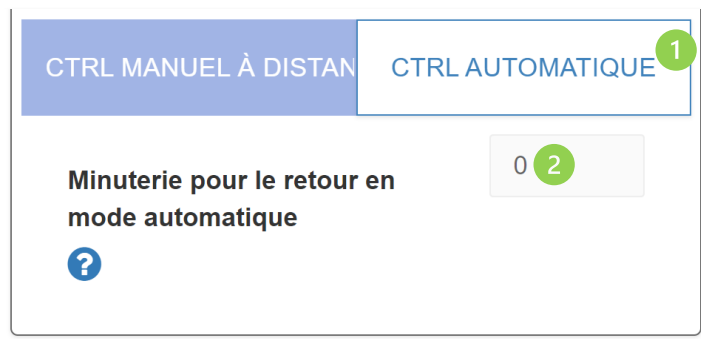 CTRL MANUEL À DISTAN
CTRL AUTOMATIQUE
1
0
2
Minuterie pour le retour en
mode automatique
?